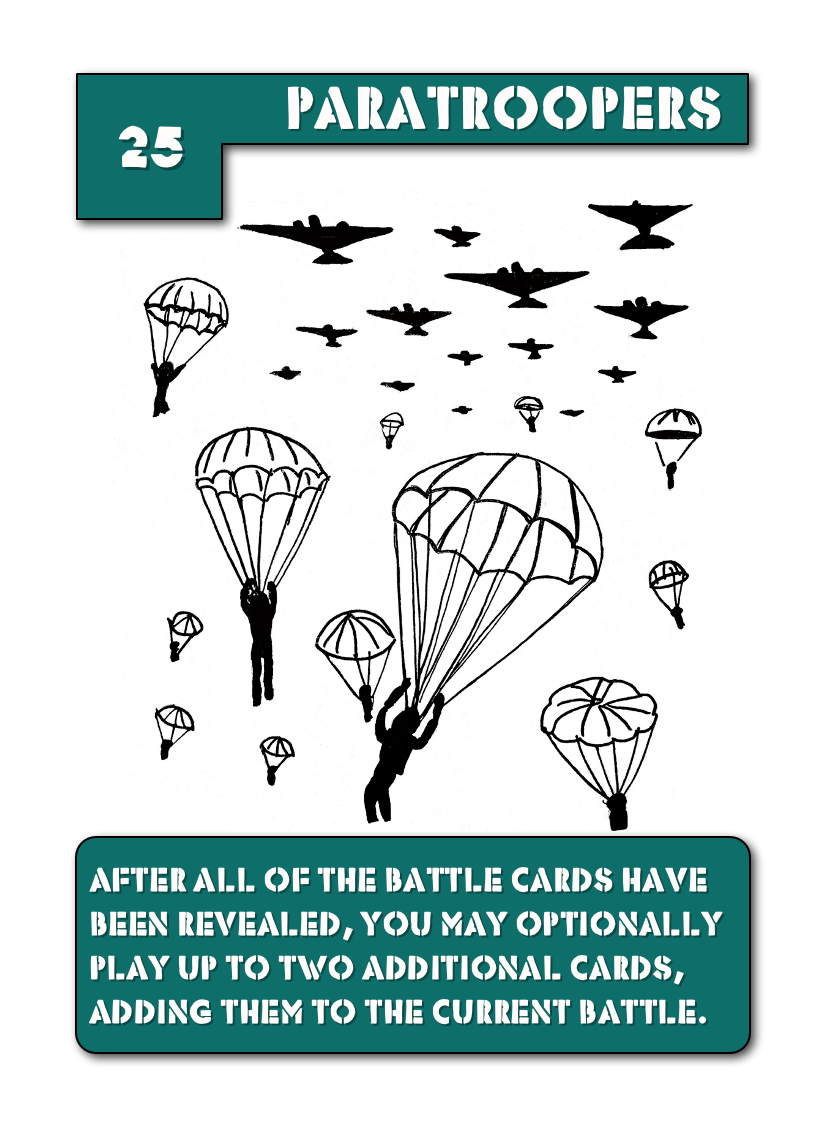 PARATROOPERS
25
AFTER ALL OF THE BATTLE CARDS HAVE
BEEN REVEALED, YOU MAY OPTIONALLY
PLAY UP TO TWO ADDITIONAL CARDS,
ADDING THEM TO THE CURRENT BATTLE.